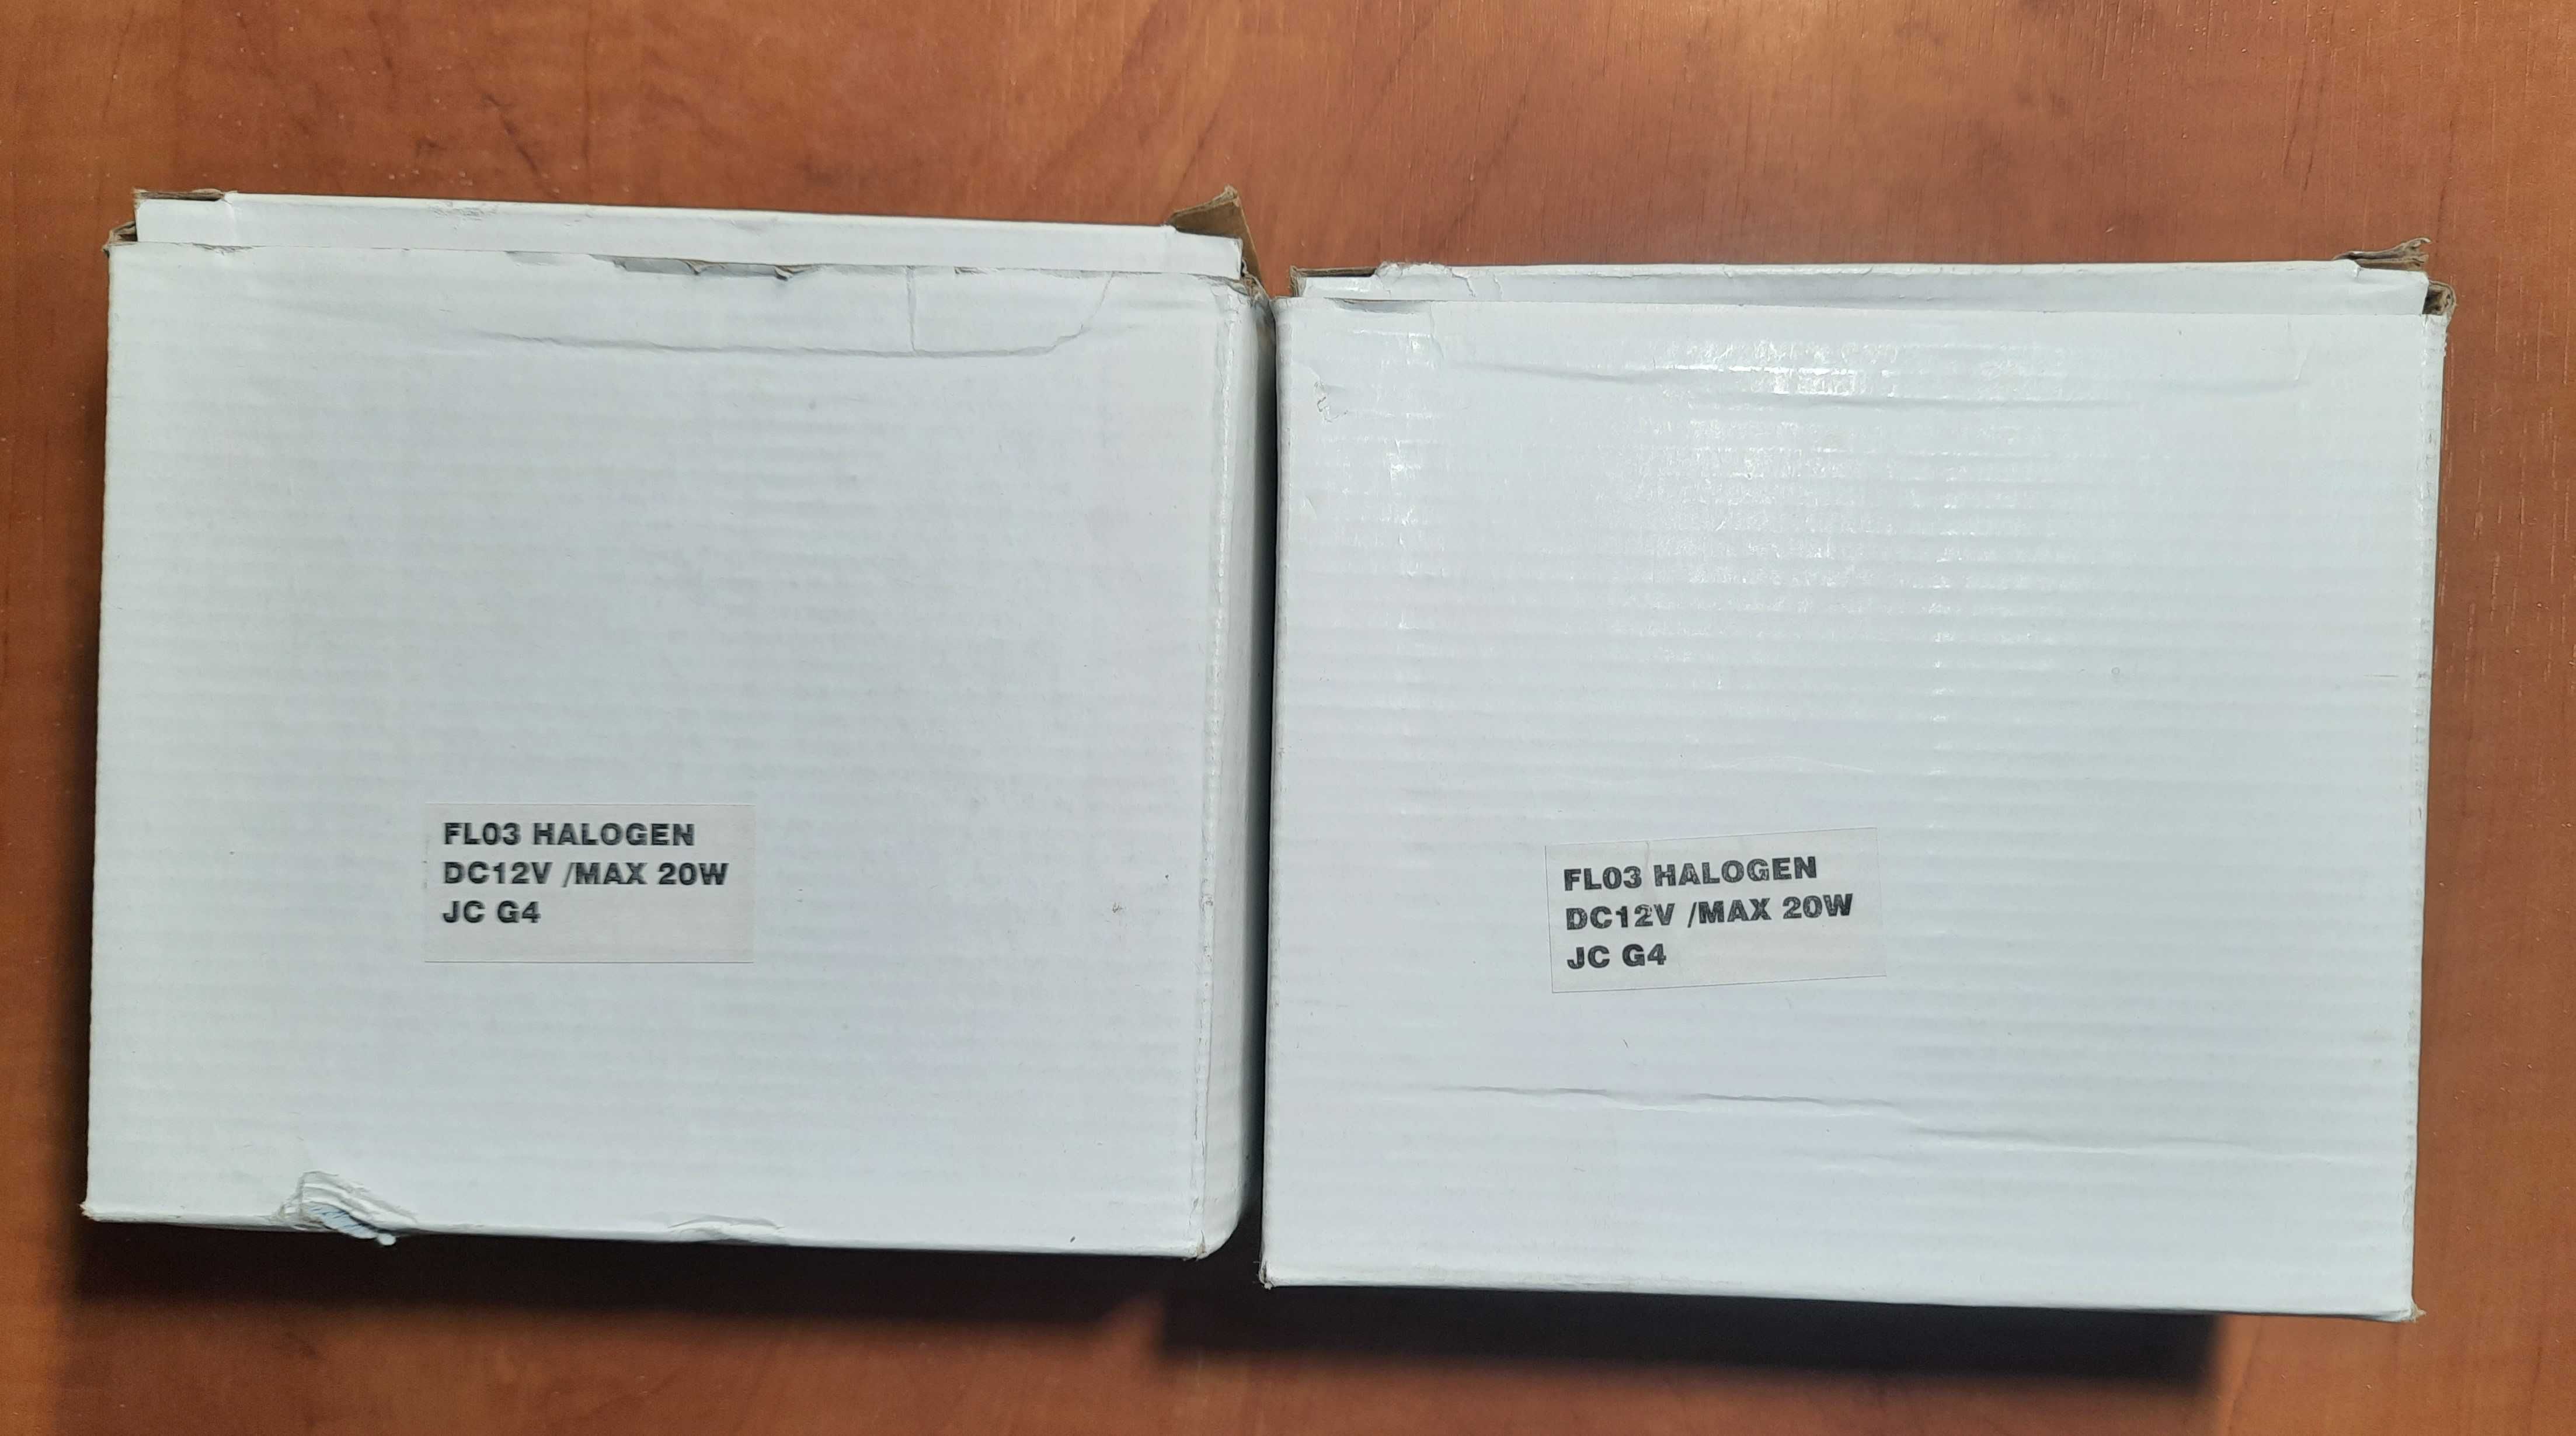 FL03 HALOGEN
DC12V /MAX 20W
JC G4
FL03 HALOGEN
DC12V /MAX 20W
JC G4